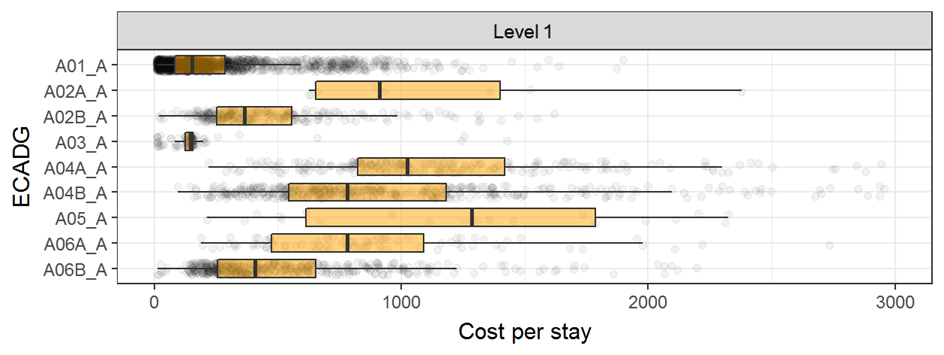 Level 1
ECADG
A01_A
A02A_A
A02B_A
A03_A
A04A_A
A04B_A
A05_A
A06A_A
A06B_A
0 1000 2000 3000
Cost per stay